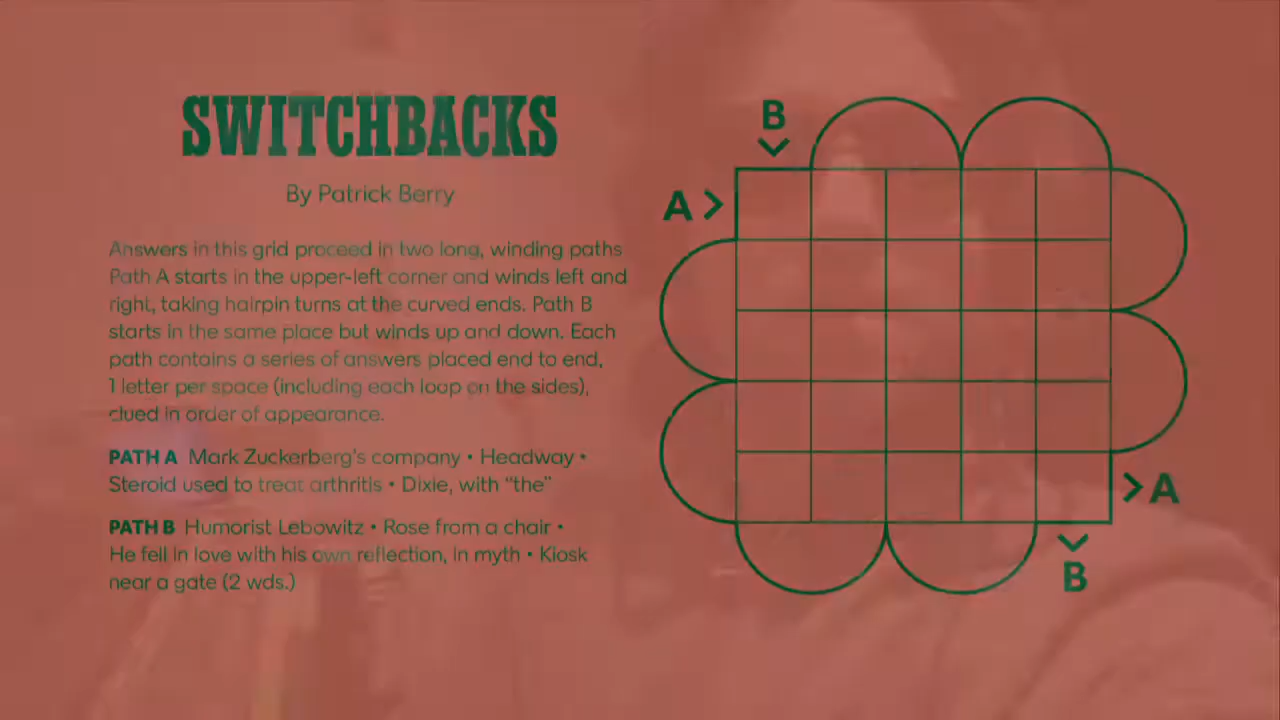 SWITCHBACKS
By Patrick Berry
Answers in this grid proceed in two long, winding paths
Path A starts in the upper-left corner and winds left and
right, taking hairpin turns at the curved ends. Path B
starts in the same place but winds up and down. Each
path contains a series of answers placed end to end,
1 letter per space (including each loop on the sides),
clued in order of appearance.
PATH A Mark Zuckerberg's company • Headway •
Steroid used to treat arthritis • Dixie, with “the”
PATH B Humorist Lebowitz • Rose from a chair •
He fell in love with his own reflection, in myth • Kiosk
near a gate (2 wds.)
B
A >
> A
B